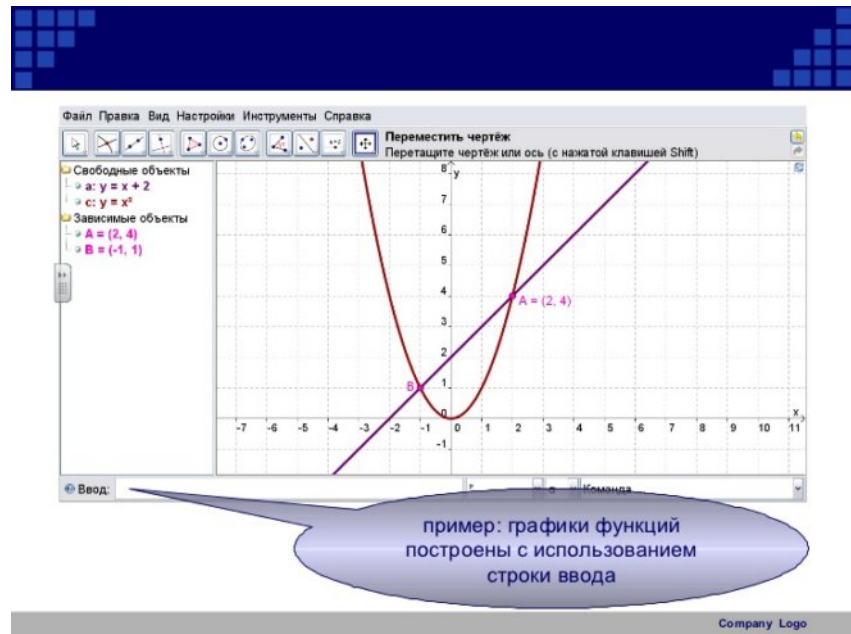 Файл Правка Вид Настройки Инструменты Справка
Переместить чертёж
Перетащите чертёж или ось (с нажатой клавишей Shift)
Свободные объекты
a: y = x + 2
c: y = x²
Зависимые объекты
A = (2, 4)
B = (-1, 1)
y
8
7
6
5
4
A = (2, 4)
3
2
B
1
0
x
-7 -6 -5 -4 -3 -2 -1 0 1 2 3 4 5 6 7 8 9 10 11
-1
Ввод:
α
Команда
пример: графики функций
построены с использованием
строки ввода
Company Logo